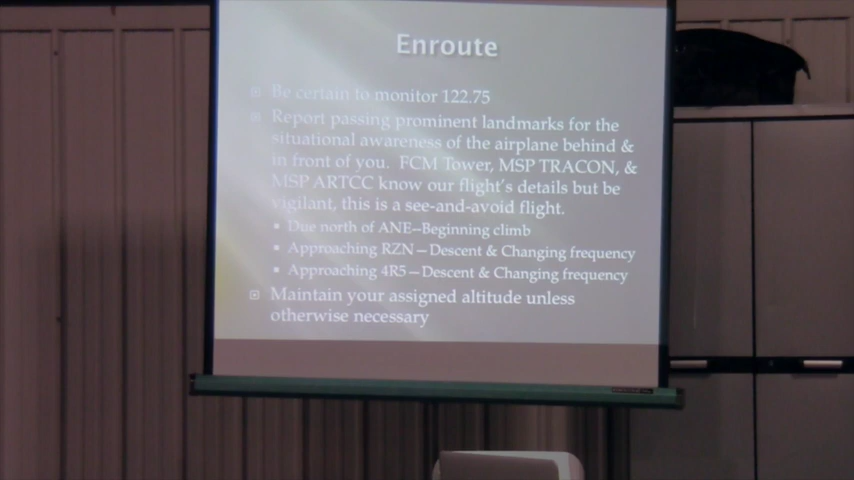 Enroute
Be certain to monitor 122.75
Report passing prominent landmarks for the
situational awareness of the airplane behind &
in front of you. FCM Tower, MSP TRACON, &
MSP ARTCC know our flight's details but be
vigilant, this is a see-and-avoid flight.
Due north of ANE–Beginning climb
Approaching RZN—Descent & Changing frequency
Approaching 4R5—Descent & Changing frequency
Maintain your assigned altitude unless
otherwise necessary